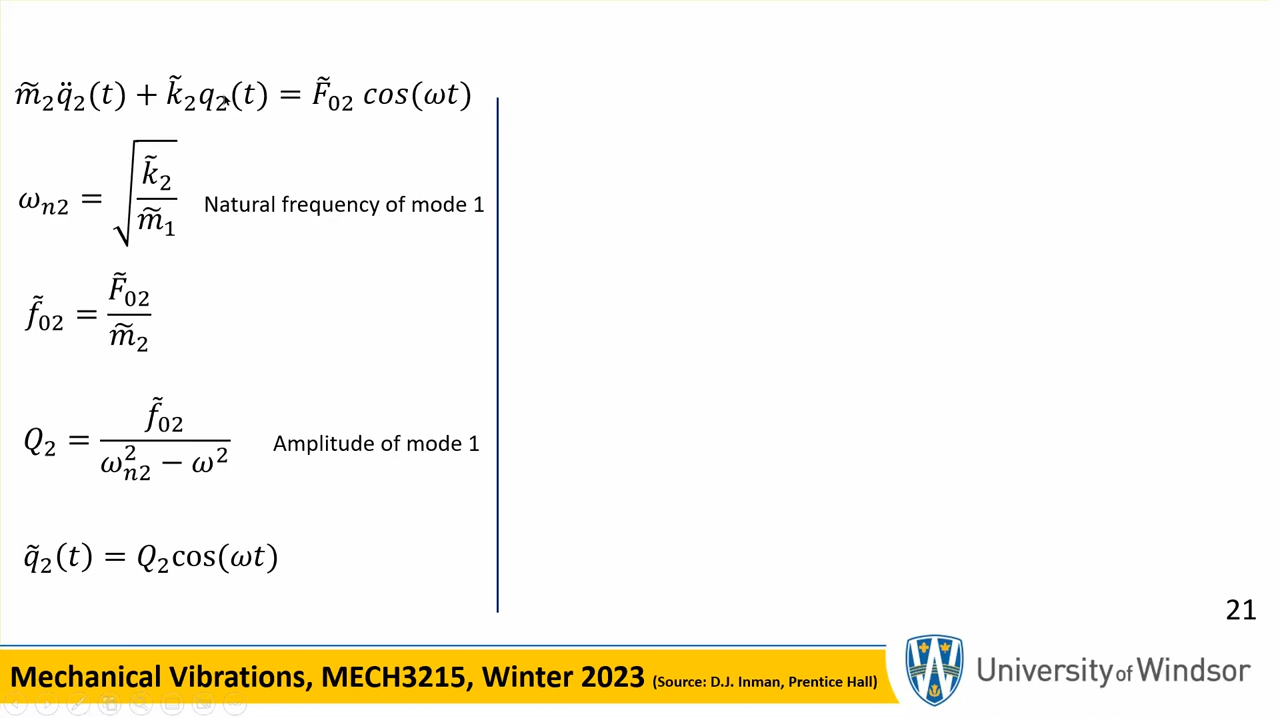 m̃₂q̈₂(t) + k̃₂q₂(t) = F̃₀₂ cos(ωt)
ωₙ₂ = √(k̃₂/m̃₁) Natural frequency of mode 1
f̃₀₂ = F̃₀₂/m̃₂
Q₂ = f̃₀₂/(ω²ₙ₂ − ω²) Amplitude of mode 1
q̃₂(t) = Q₂cos(ωt)
21
Mechanical Vibrations, MECH3215, Winter 2023 (Source: D.J. Inman, Prentice Hall)
University of Windsor